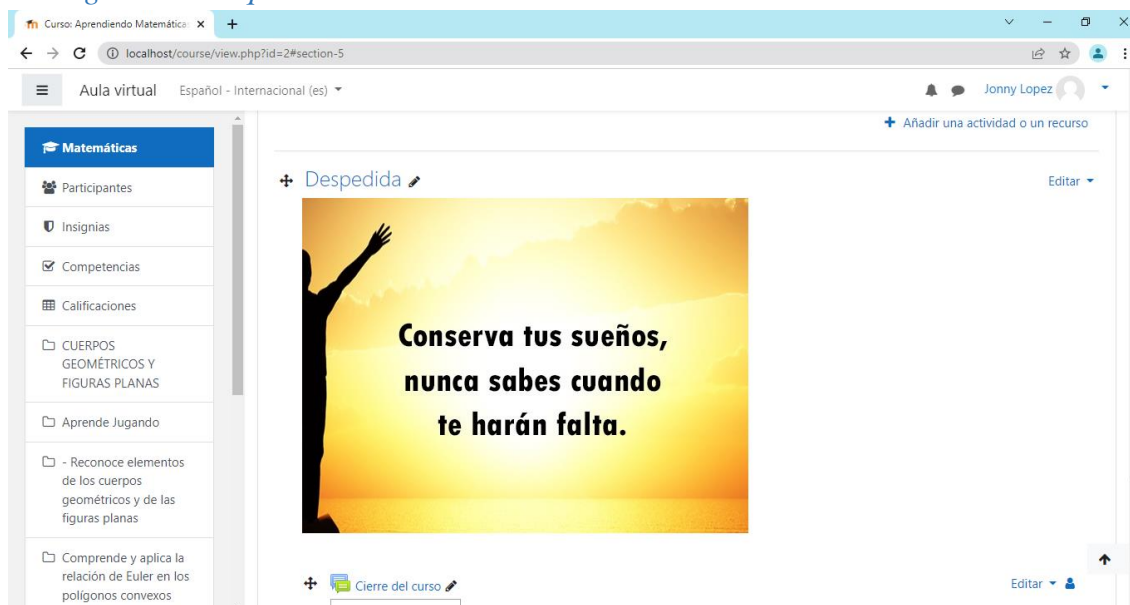 Curso: Aprendiendo Matemática
localhost/course/view.php?id=2#section-5
Aula virtual Español - Internacional (es)
Jonny Lopez
Añadir una actividad o un recurso
Matemáticas
Participantes
Insignias
Competencias
Calificaciones
CUERPOS
GEOMÉTRICOS Y
FIGURAS PLANAS
Aprende Jugando
- Reconoce elementos
de los cuerpos
geométricos y de las
figuras planas
Comprende y aplica la
relación de Euler en los
polígonos convexos
Despedida
Editar
Conserva tus sueños,
nunca sabes cuando
te harán falta.
Cierre del curso
Editar